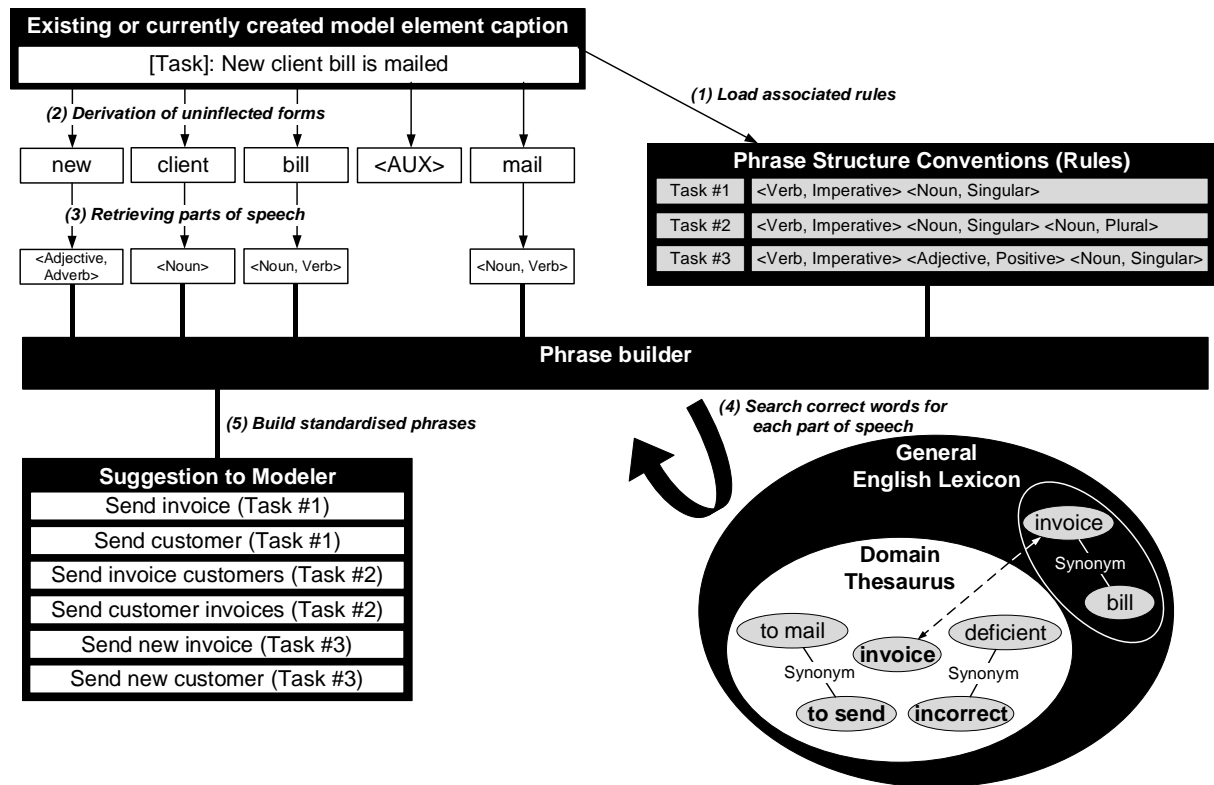 Existing or currently created model element caption
[Task]: New client bill is mailed
(1) Load associated rules
(2) Derivation of uninflected forms
new
client
bill
<AUX>
mail
Phrase Structure Conventions (Rules)
Task #1 <Verb, Imperative> <Noun, Singular>
Task #2 <Verb, Imperative> <Noun, Singular> <Noun, Plural>
Task #3 <Verb, Imperative> <Adjective, Positive> <Noun, Singular>
(3) Retrieving parts of speech
<Adjective,
Adverb>
<Noun>
<Noun, Verb>
<Noun, Verb>
Phrase builder
(4) Search correct words for
each part of speech
(5) Build standardised phrases
Suggestion to Modeler
Send invoice (Task #1)
Send customer (Task #1)
Send invoice customers (Task #2)
Send customer invoices (Task #2)
Send new invoice (Task #3)
Send new customer (Task #3)
General
English Lexicon
invoice
Synonym
bill
Domain
Thesaurus
to mail
Synonym
to send
invoice
deficient
Synonym
incorrect